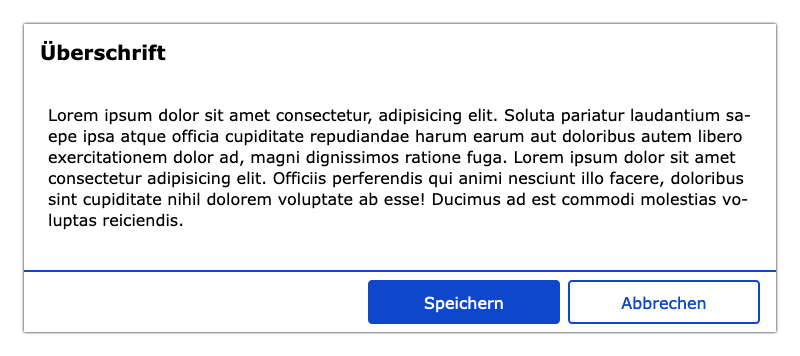 Überschrift
Lorem ipsum dolor sit amet consectetur, adipisicing elit. Soluta pariatur laudantium sa-
epe ipsa atque officia cupiditate repudiandae harum earum aut doloribus autem libero
exercitationem dolor ad, magni dignissimos ratione fuga. Lorem ipsum dolor sit amet
consectetur adipisicing elit. Officiis perferendis qui animi nesciunt illo facere, doloribus
sint cupiditate nihil dolorem voluptate ab esse! Ducimus ad est commodi molestias vo-
luptas reiciendis.
Speichern
Abbrechen